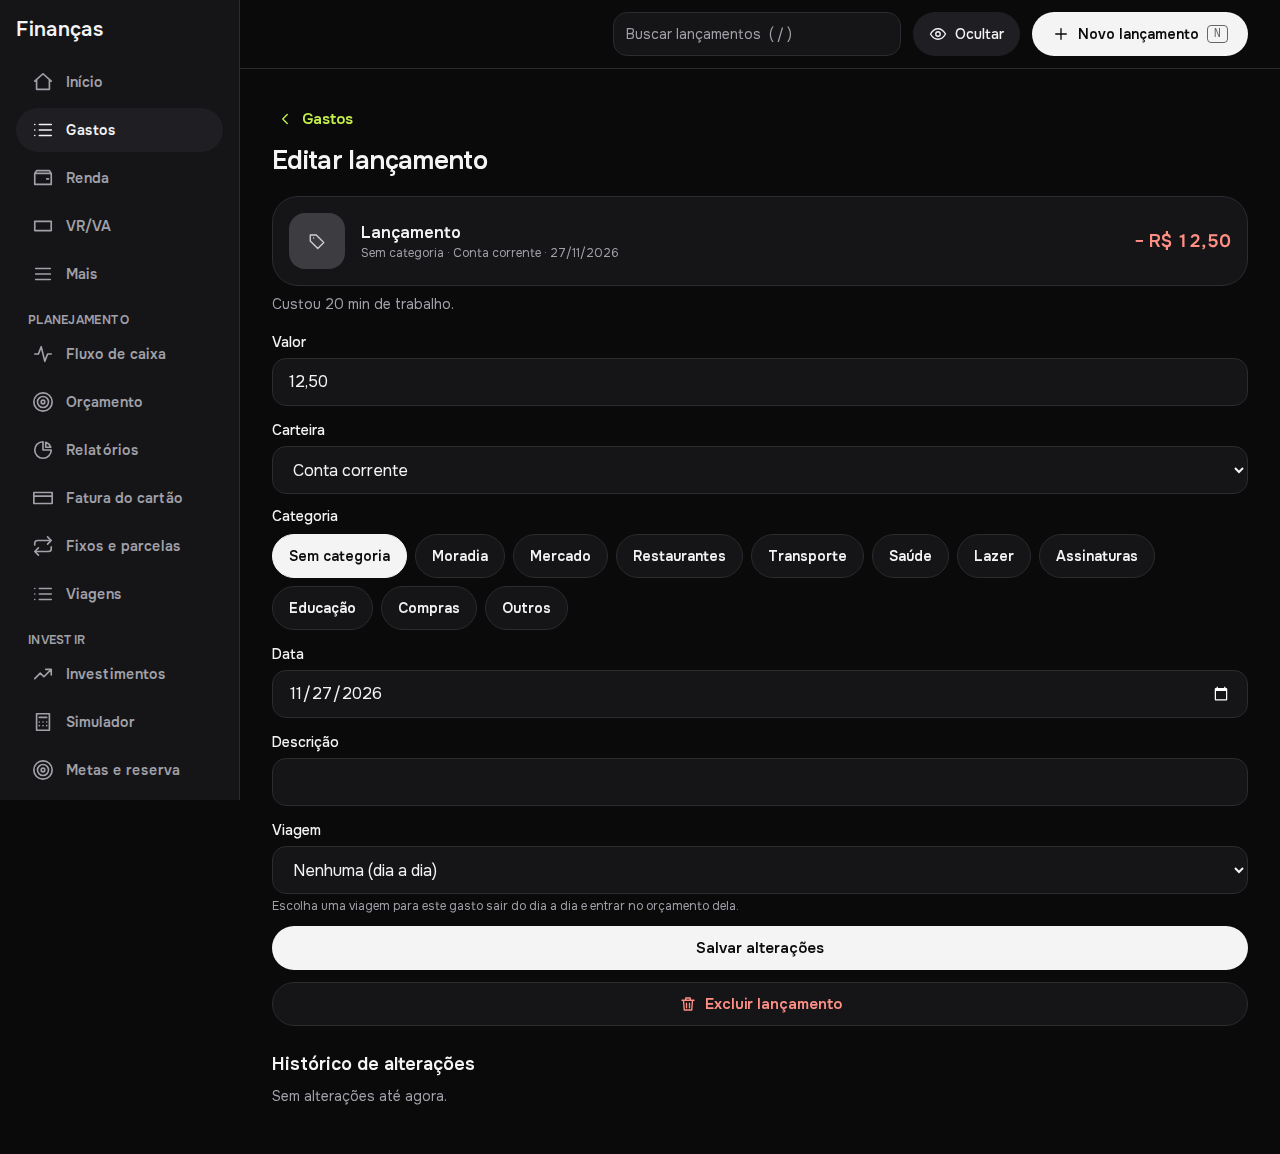 Finanças
Buscar lançamentos ( / )
Ocultar
Novo lançamento N
Início
Gastos
Renda
VR/VA
Mais
PLANEJAMENTO
Fluxo de caixa
Orçamento
Relatórios
Fatura do cartão
Fixos e parcelas
Viagens
INVESTIR
Investimentos
Simulador
Metas e reserva
Gastos
Editar lançamento
Lançamento
− R$ 12,50
Sem categoria · Conta corrente · 27/11/2026
Custou 20 min de trabalho.
Valor
12,50
Carteira
Conta corrente
Categoria
Sem categoria Moradia Mercado Restaurantes Transporte Saúde Lazer Assinaturas
Educação Compras Outros
Data
11/27/2026
Descrição
Viagem
Nenhuma (dia a dia)
Escolha uma viagem para este gasto sair do dia a dia e entrar no orçamento dela.
Salvar alterações
Excluir lançamento
Histórico de alterações
Sem alterações até agora.